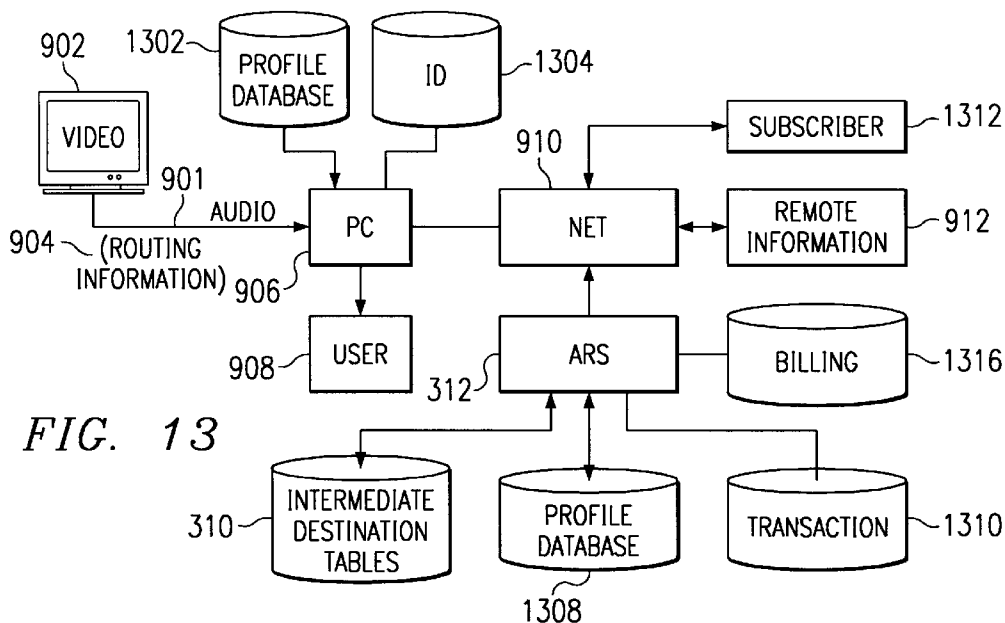 902
1302
PROFILE
DATABASE
ID
1304
VIDEO
910
SUBSCRIBER
1312
901
AUDIO
PC
NET
REMOTE
INFORMATION
912
904
(ROUTING
INFORMATION)
906
908
USER
312
ARS
BILLING
1316
FIG. 13
310
INTERMEDIATE
DESTINATION
TABLES
PROFILE
DATABASE
1308
TRANSACTION
1310